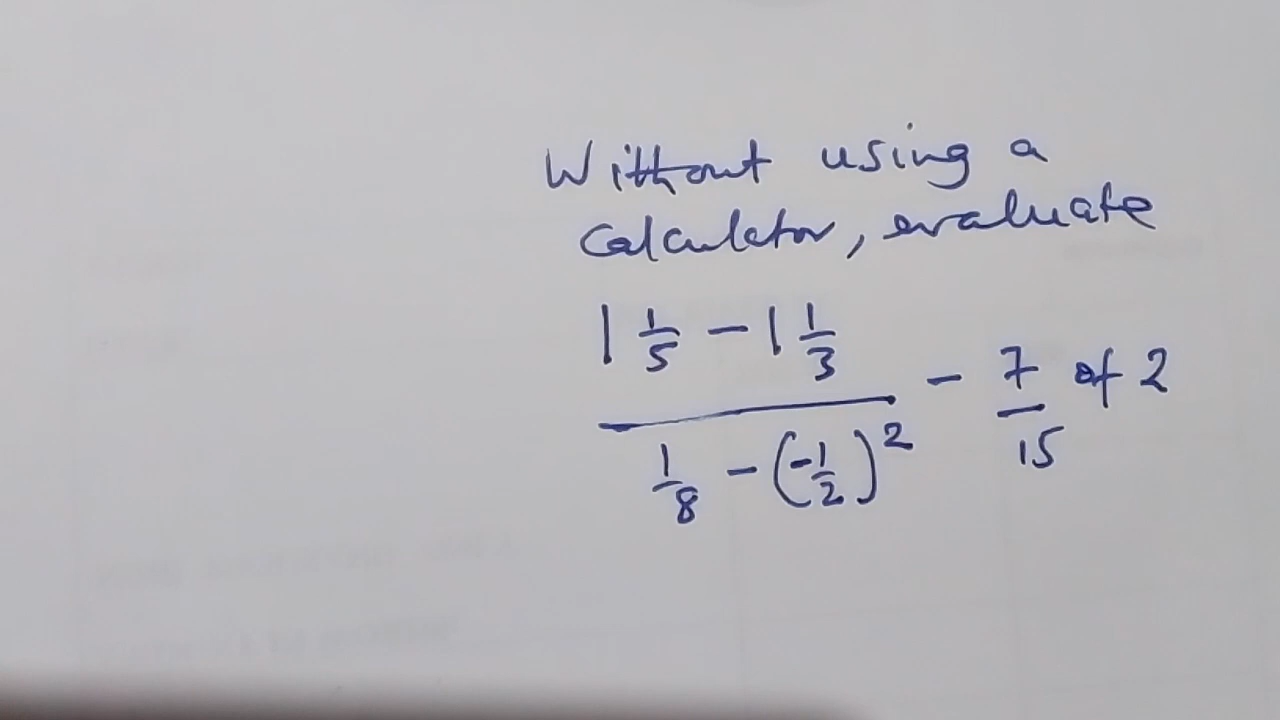 Without using a
calculator, evaluate
1 1/5 - 1 1/3
1/8 - (-1/2)² - 7/15 of 2